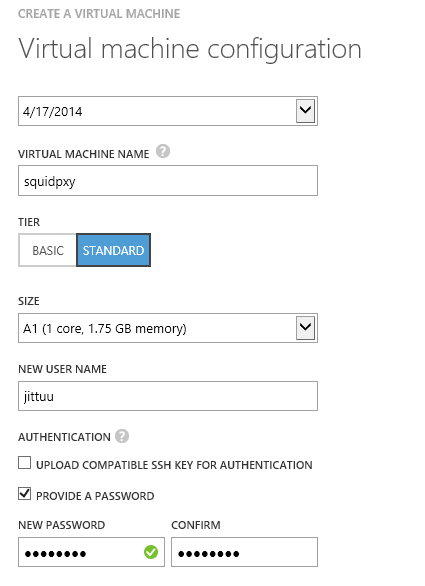 CREATE A VIRTUAL MACHINE
Virtual machine configuration
4/17/2014
VIRTUAL MACHINE NAME ?
squidpxy
TIER
BASIC STANDARD
SIZE
A1 (1 core, 1.75 GB memory)
NEW USER NAME
jittuu
AUTHENTICATION ?
UPLOAD COMPATIBLE SSH KEY FOR AUTHENTICATION
PROVIDE A PASSWORD
NEW PASSWORD CONFIRM
●●●●●●●● ●●●●●●●●